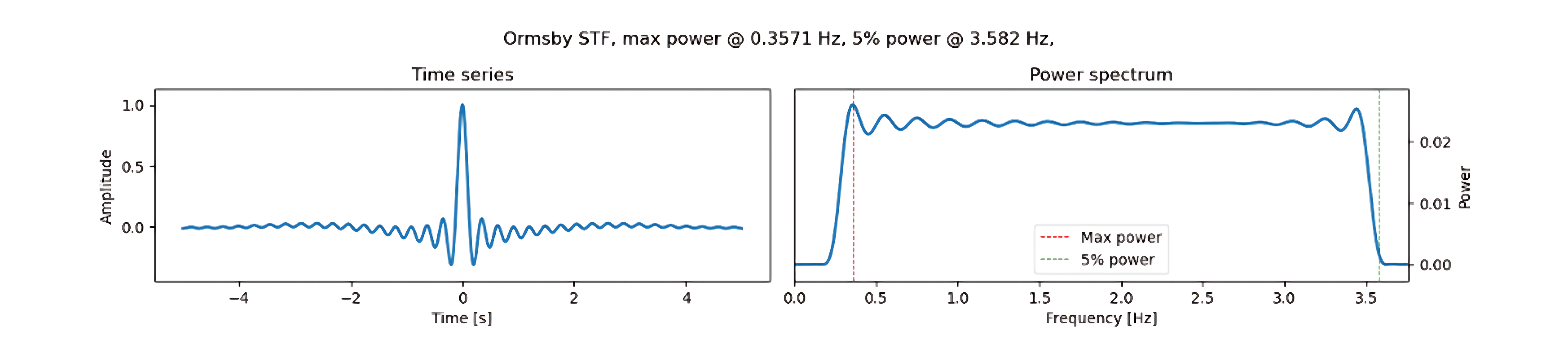 Ormsby STF, max power @ 0.3571 Hz, 5% power @ 3.582 Hz,
Time series
Power spectrum
Amplitude
1.0
0.5
0.0
−4
−2
0
2
4
Time [s]
Max power
5% power
0.0
0.5
1.0
1.5
2.0
2.5
3.0
3.5
Frequency [Hz]
0.02
0.01
0.00
Power